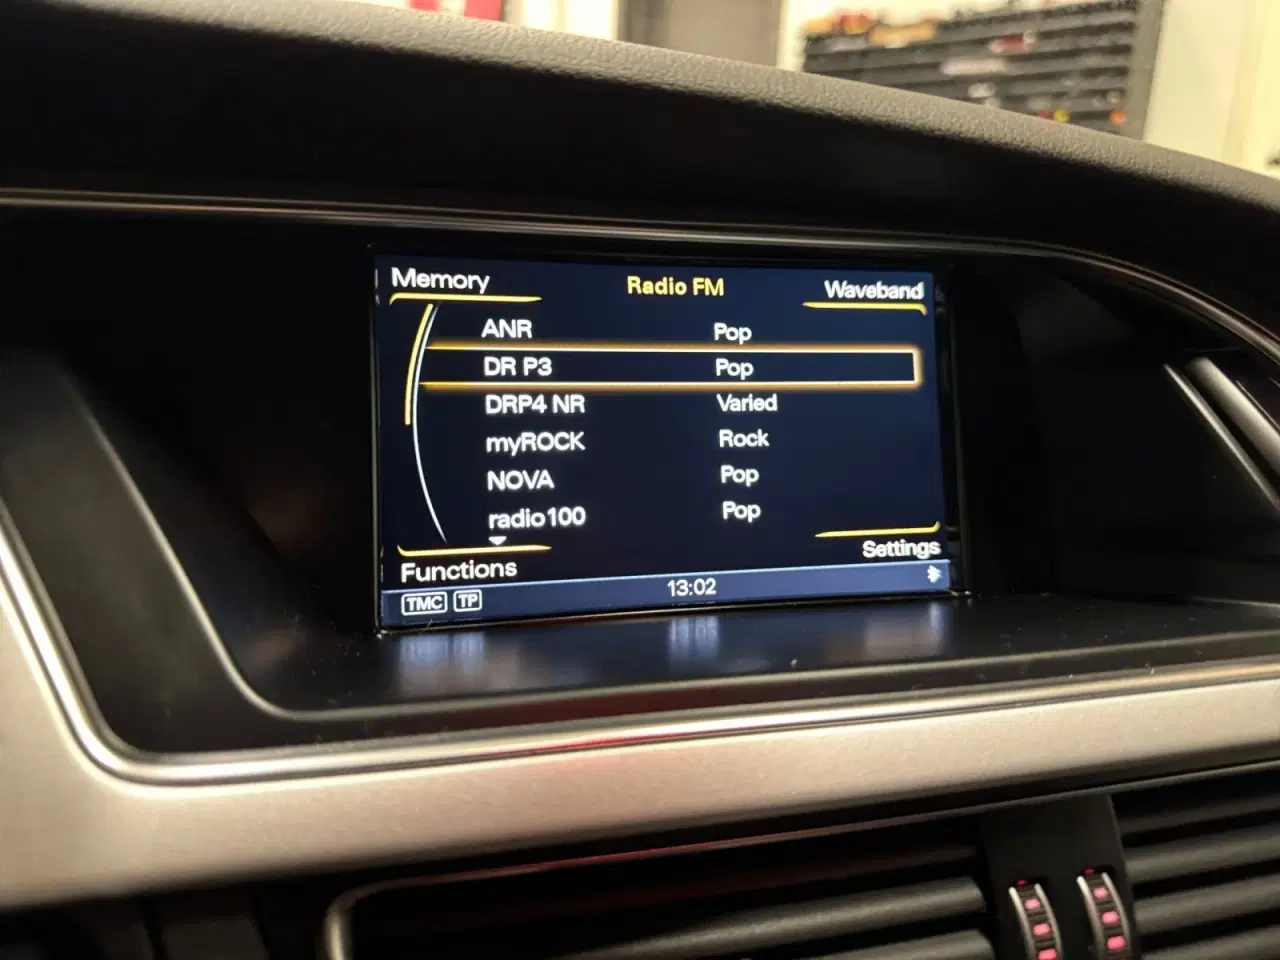 Memory Radio FM Waveband
ANR Pop
DR P3 Pop
DRP4 NR Varied
myROCK Rock
NOVA Pop
radio100 Pop
Functions Settings
TMC TP 13:02